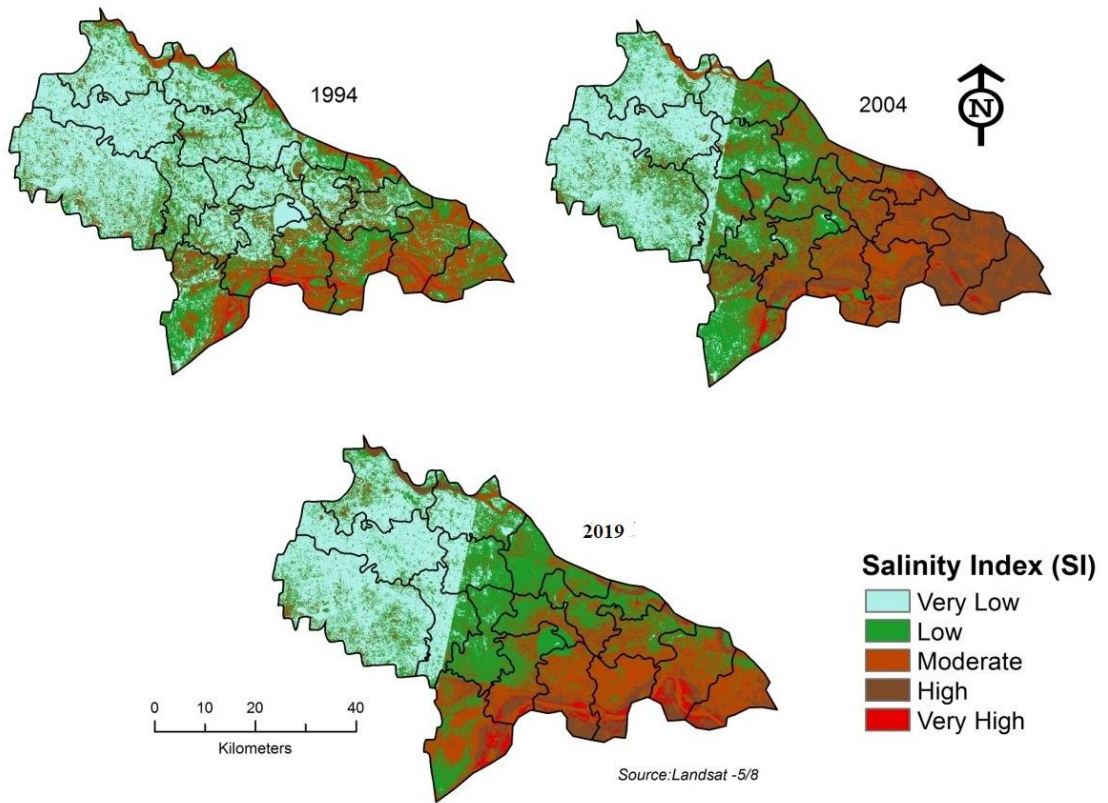 1994
2004
N
2019
Salinity Index (SI)
Very Low
Low
Moderate
High
Very High
0 10 20 40
Kilometers
Source:Landsat -5/8